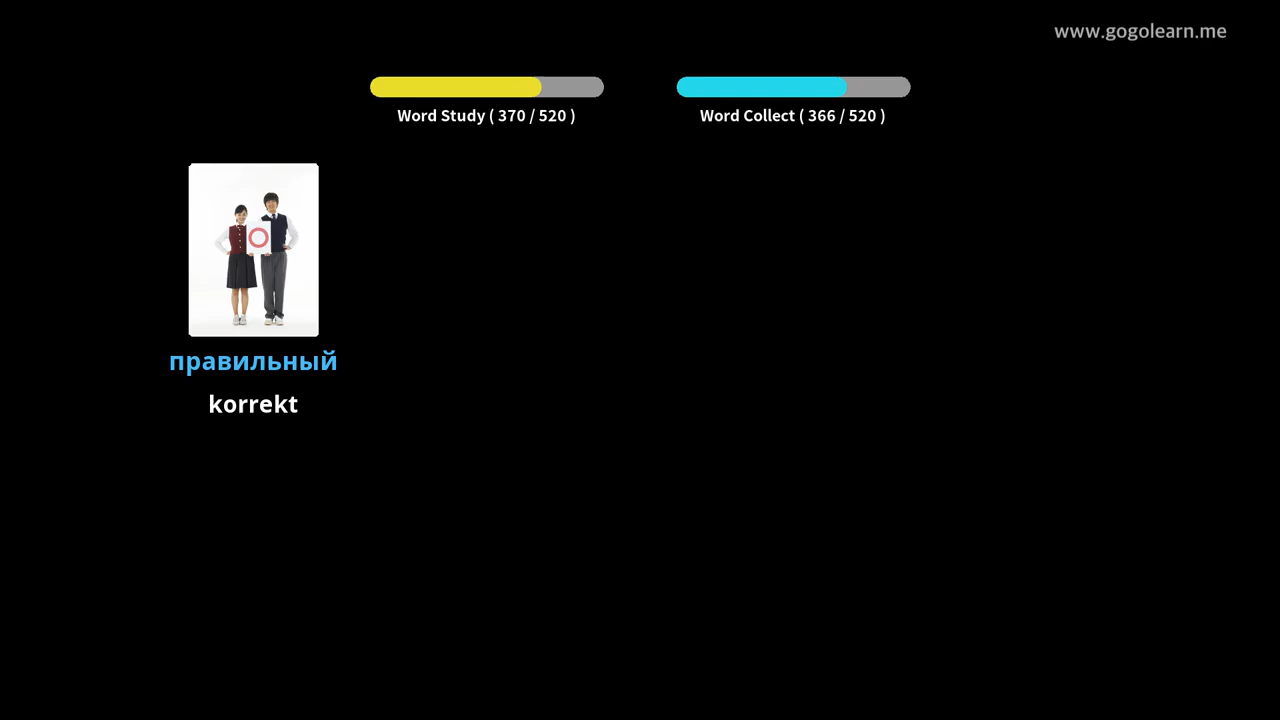 www.gogolearn.me
Word Study ( 370 / 520 )
Word Collect ( 366 / 520 )
правильный
korrekt